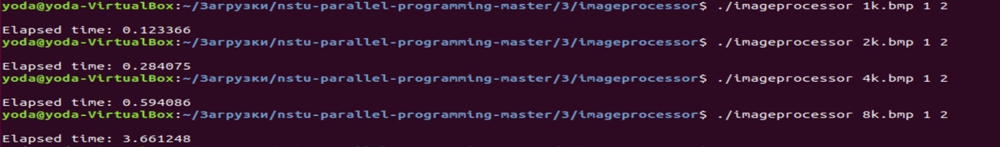 yoda@yoda-VirtualBox:~/Загрузки/nstu-parallel-programming-master/3/imageprocessor$ ./imageprocessor 1k.bmp 1 2
Elapsed time: 0.123366
yoda@yoda-VirtualBox:~/Загрузки/nstu-parallel-programming-master/3/imageprocessor$ ./imageprocessor 2k.bmp 1 2
Elapsed time: 0.284075
yoda@yoda-VirtualBox:~/Загрузки/nstu-parallel-programming-master/3/imageprocessor$ ./imageprocessor 4k.bmp 1 2
Elapsed time: 0.594086
yoda@yoda-VirtualBox:~/Загрузки/nstu-parallel-programming-master/3/imageprocessor$ ./imageprocessor 8k.bmp 1 2
Elapsed time: 3.661248